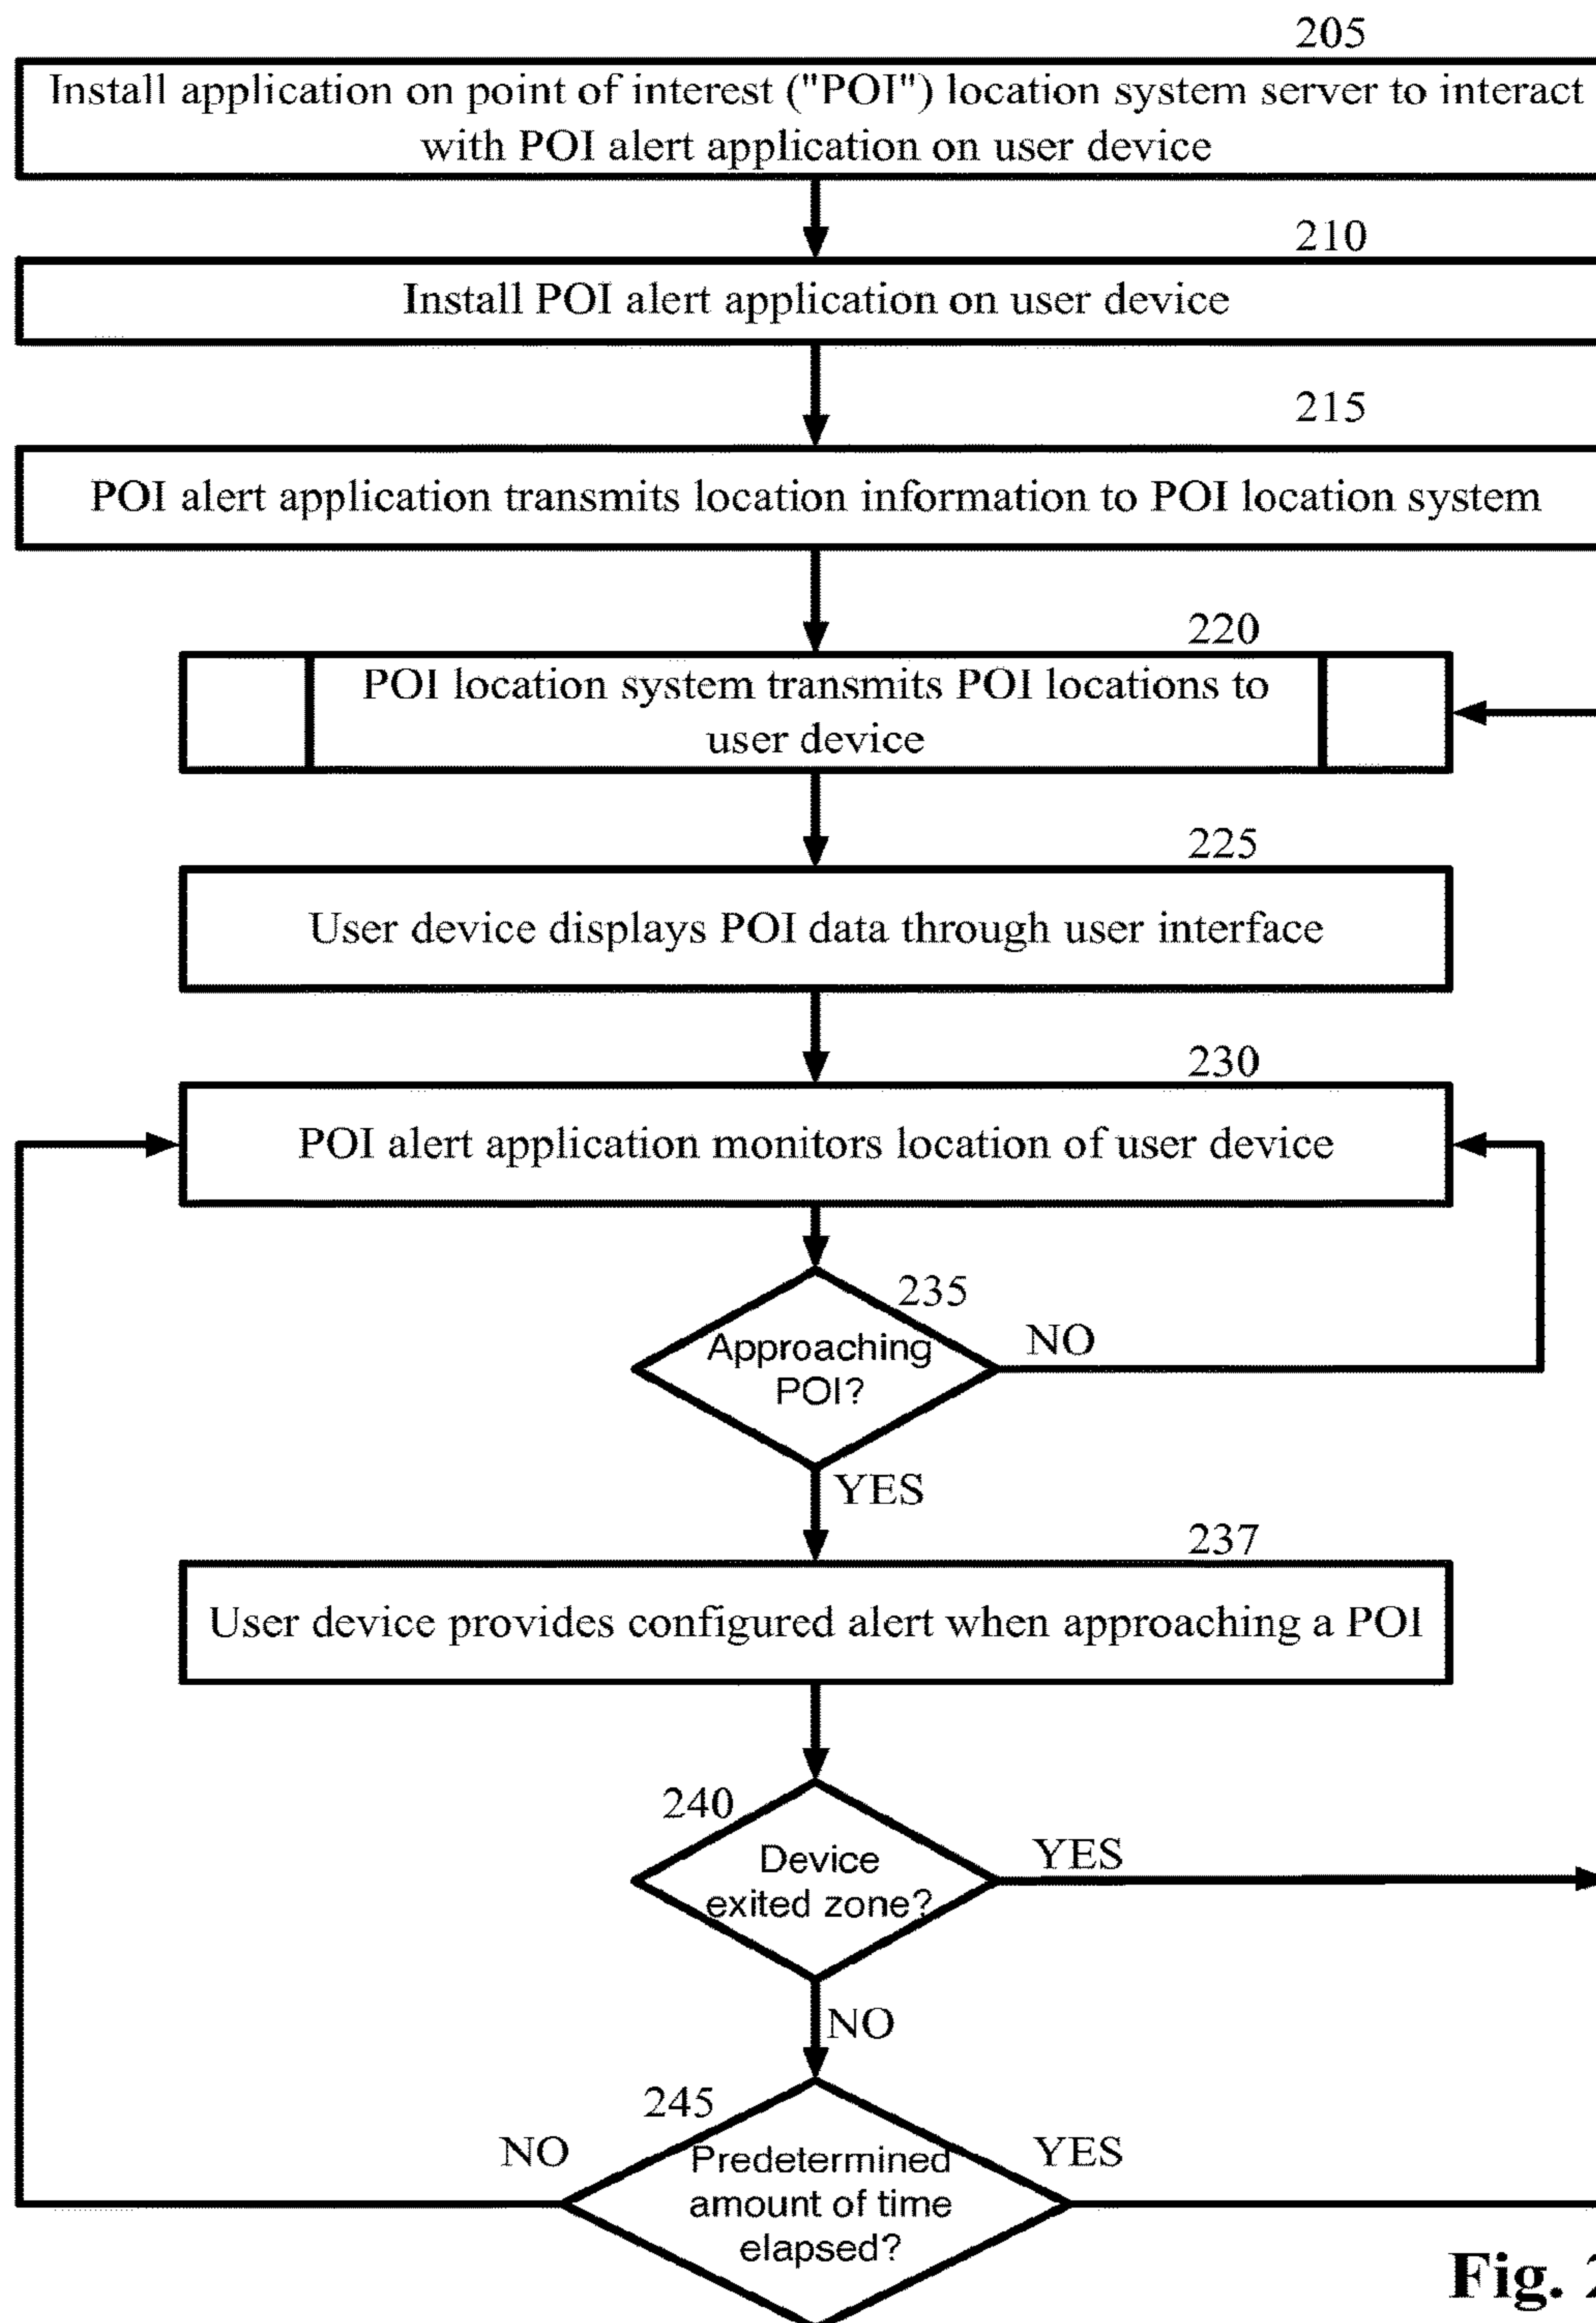 205
Install application on point of interest ("POI") location system server to interact
with POI alert application on user device
210
Install POI alert application on user device
215
POI alert application transmits location information to POI location system
220
POI location system transmits POI locations to
user device
225
User device displays POI data through user interface
230
POI alert application monitors location of user device
235
Approaching
POI?
NO
YES
237
User device provides configured alert when approaching a POI
240
Device
exited zone?
YES
NO
245
NO
Predetermined
amount of time
elapsed?
YES
Fig. 2